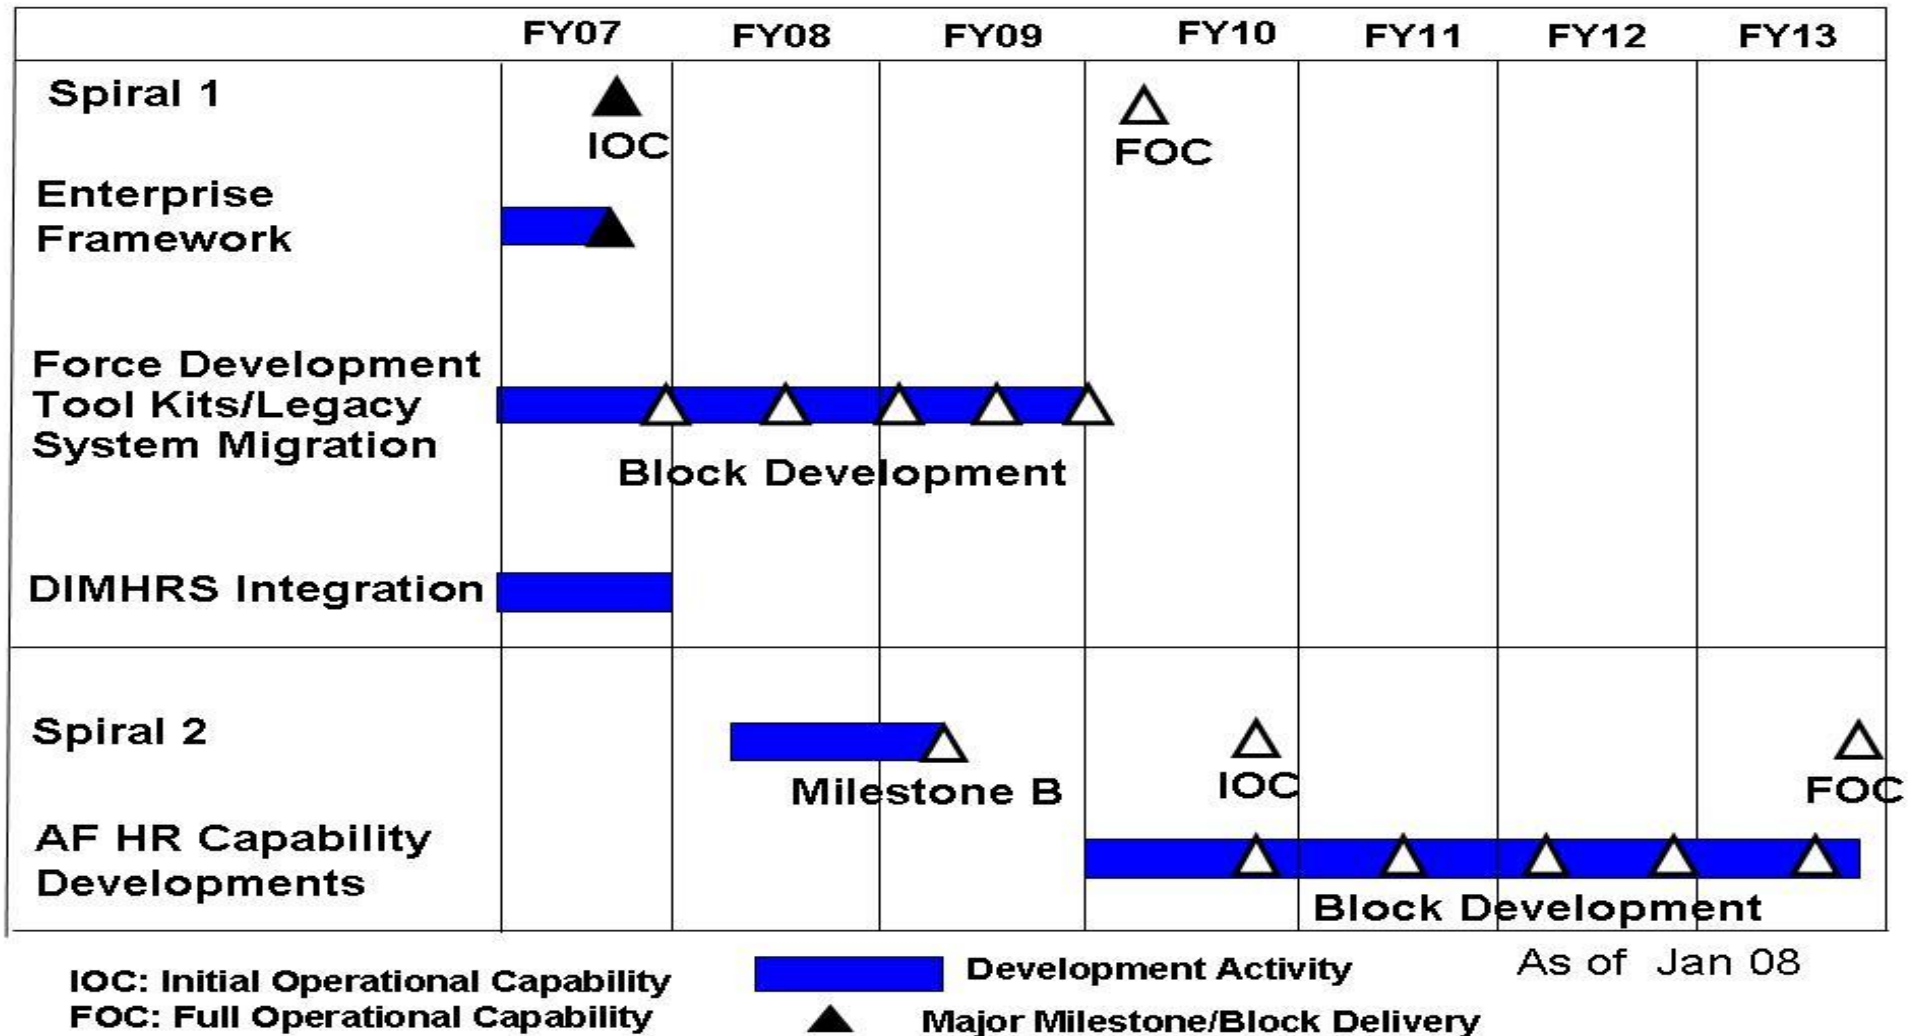 FY07 FY08 FY09 FY10 FY11 FY12 FY13
Spiral 1
IOC
FOC
Enterprise
Framework
Force Development
Tool Kits/Legacy
System Migration
Block Development
DIMHRS Integration
Spiral 2
Milestone B
IOC
FOC
AF HR Capability
Developments
Block Development
As of Jan 08
IOC: Initial Operational Capability
FOC: Full Operational Capability
Development Activity
Major Milestone/Block Delivery